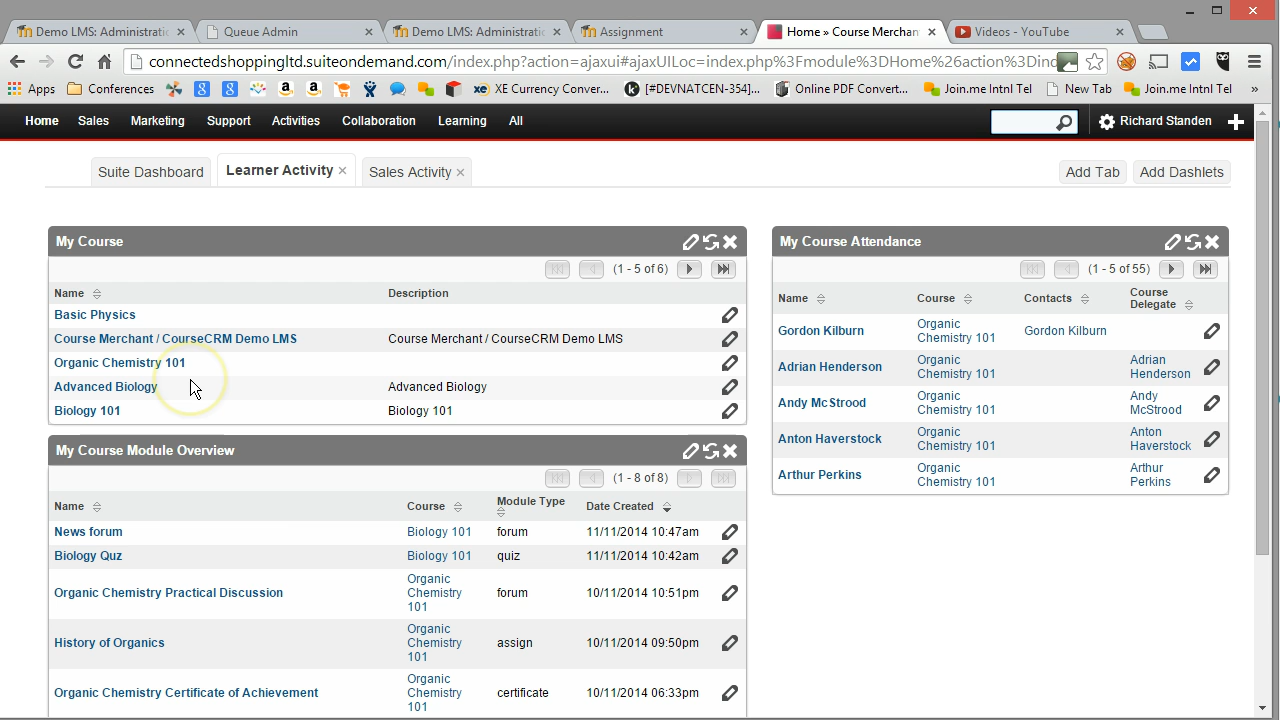 Demo LMS: Administratic
Queue Admin
Demo LMS: Administratic
Assignment
Home » Course Merchan
Videos - YouTube
connectedshoppingltd.suiteondemand.com/index.php?action=ajaxui#ajaxUILoc=index.php%3Fmodule%3DHome%26action%3Dind
Apps
Conferences
XE Currency Conver...
[#DEVNATCEN-354]...
Online PDF Convert...
Join.me Intnl Tel
New Tab
Join.me Intnl Tel
»
Home Sales Marketing Support Activities Collaboration Learning All
Richard Standen
Suite Dashboard
Learner Activity
Sales Activity
Add Tab
Add Dashlets
My Course
(1 - 5 of 6)
Name Description
Basic Physics
Course Merchant / CourseCRM Demo LMS Course Merchant / CourseCRM Demo LMS
Organic Chemistry 101
Advanced Biology Advanced Biology
Biology 101 Biology 101
My Course Module Overview
(1 - 8 of 8)
Name Course Module Type Date Created
News forum Biology 101 forum 11/11/2014 10:47am
Biology Quz Biology 101 quiz 11/11/2014 10:42am
Organic Chemistry Practical Discussion Organic Chemistry 101 forum 10/11/2014 10:51pm
History of Organics Organic Chemistry 101 assign 10/11/2014 09:50pm
Organic Chemistry Certificate of Achievement Organic Chemistry 101 certificate 10/11/2014 06:33pm
My Course Attendance
(1 - 5 of 55)
Name Course Contacts Course Delegate
Gordon Kilburn Organic Chemistry 101 Gordon Kilburn
Adrian Henderson Organic Chemistry 101 Adrian Henderson
Andy McStrood Organic Chemistry 101 Andy McStrood
Anton Haverstock Organic Chemistry 101 Anton Haverstock
Arthur Perkins Organic Chemistry 101 Arthur Perkins